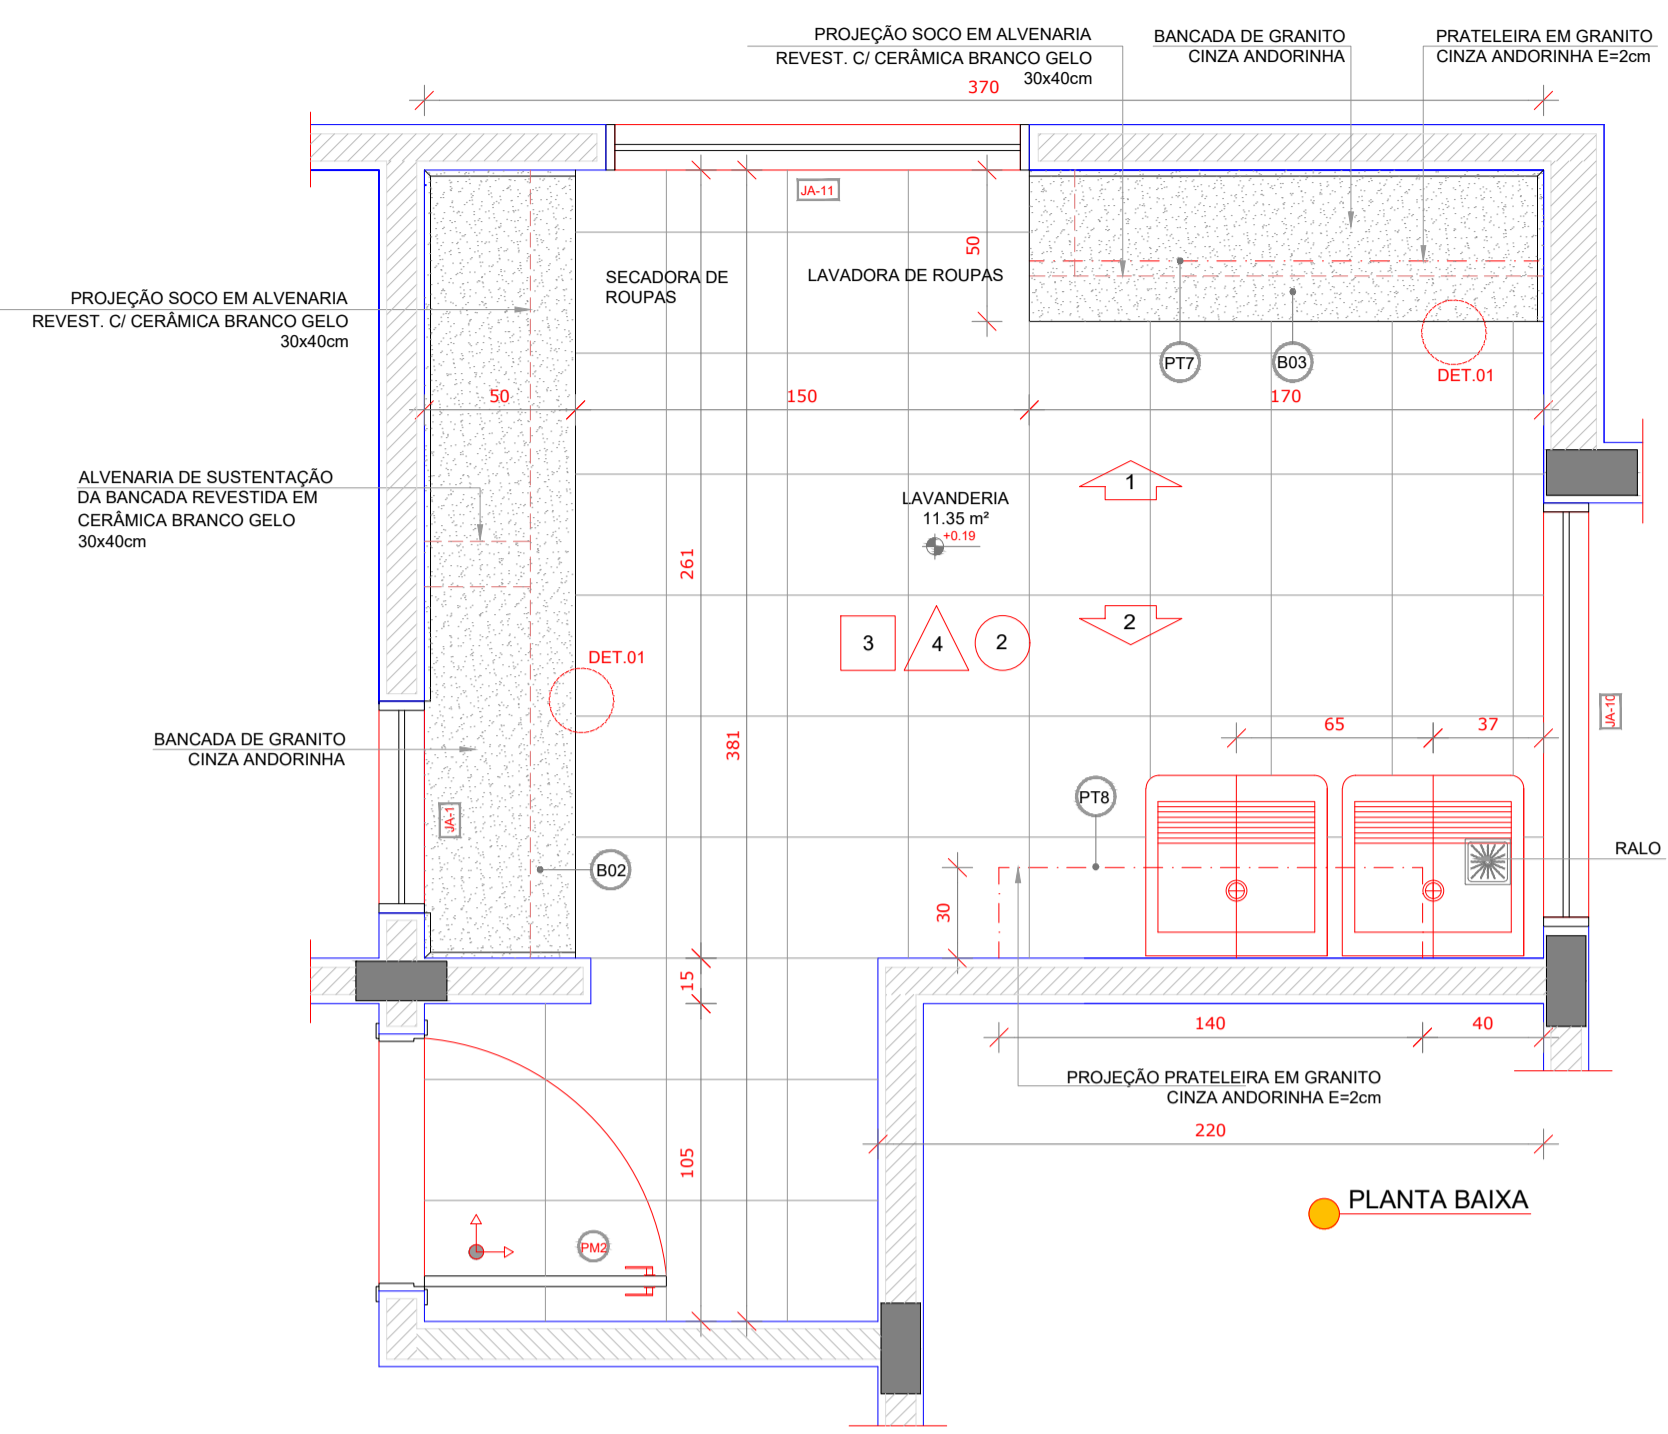 PROJEÇÃO SOCO EM ALVENARIA
REVEST. C/ CERÂMICA BRANCO GELO
30x40cm
BANCADA DE GRANITO
CINZA ANDORINHA
PRATELEIRA EM GRANITO
CINZA ANDORINHA E=2cm
370
JA-11
50
SECADORA DE
ROUPAS
LAVADORA DE ROUPAS
PROJEÇÃO SOCO EM ALVENARIA
REVEST. C/ CERÂMICA BRANCO GELO
30x40cm
PT7
B03
DET.01
50
150
170
ALVENARIA DE SUSTENTAÇÃO
DA BANCADA REVESTIDA EM
CERÂMICA BRANCO GELO
30x40cm
1
LAVANDERIA
11.35 m²
+0.19
261
3
4
2
2
DET.01
JA-10
65
37
381
BANCADA DE GRANITO
CINZA ANDORINHA
PT8
JA-1
RALO
B02
30
15
140
40
PROJEÇÃO PRATELEIRA EM GRANITO
CINZA ANDORINHA E=2cm
220
105
PLANTA BAIXA
PM2